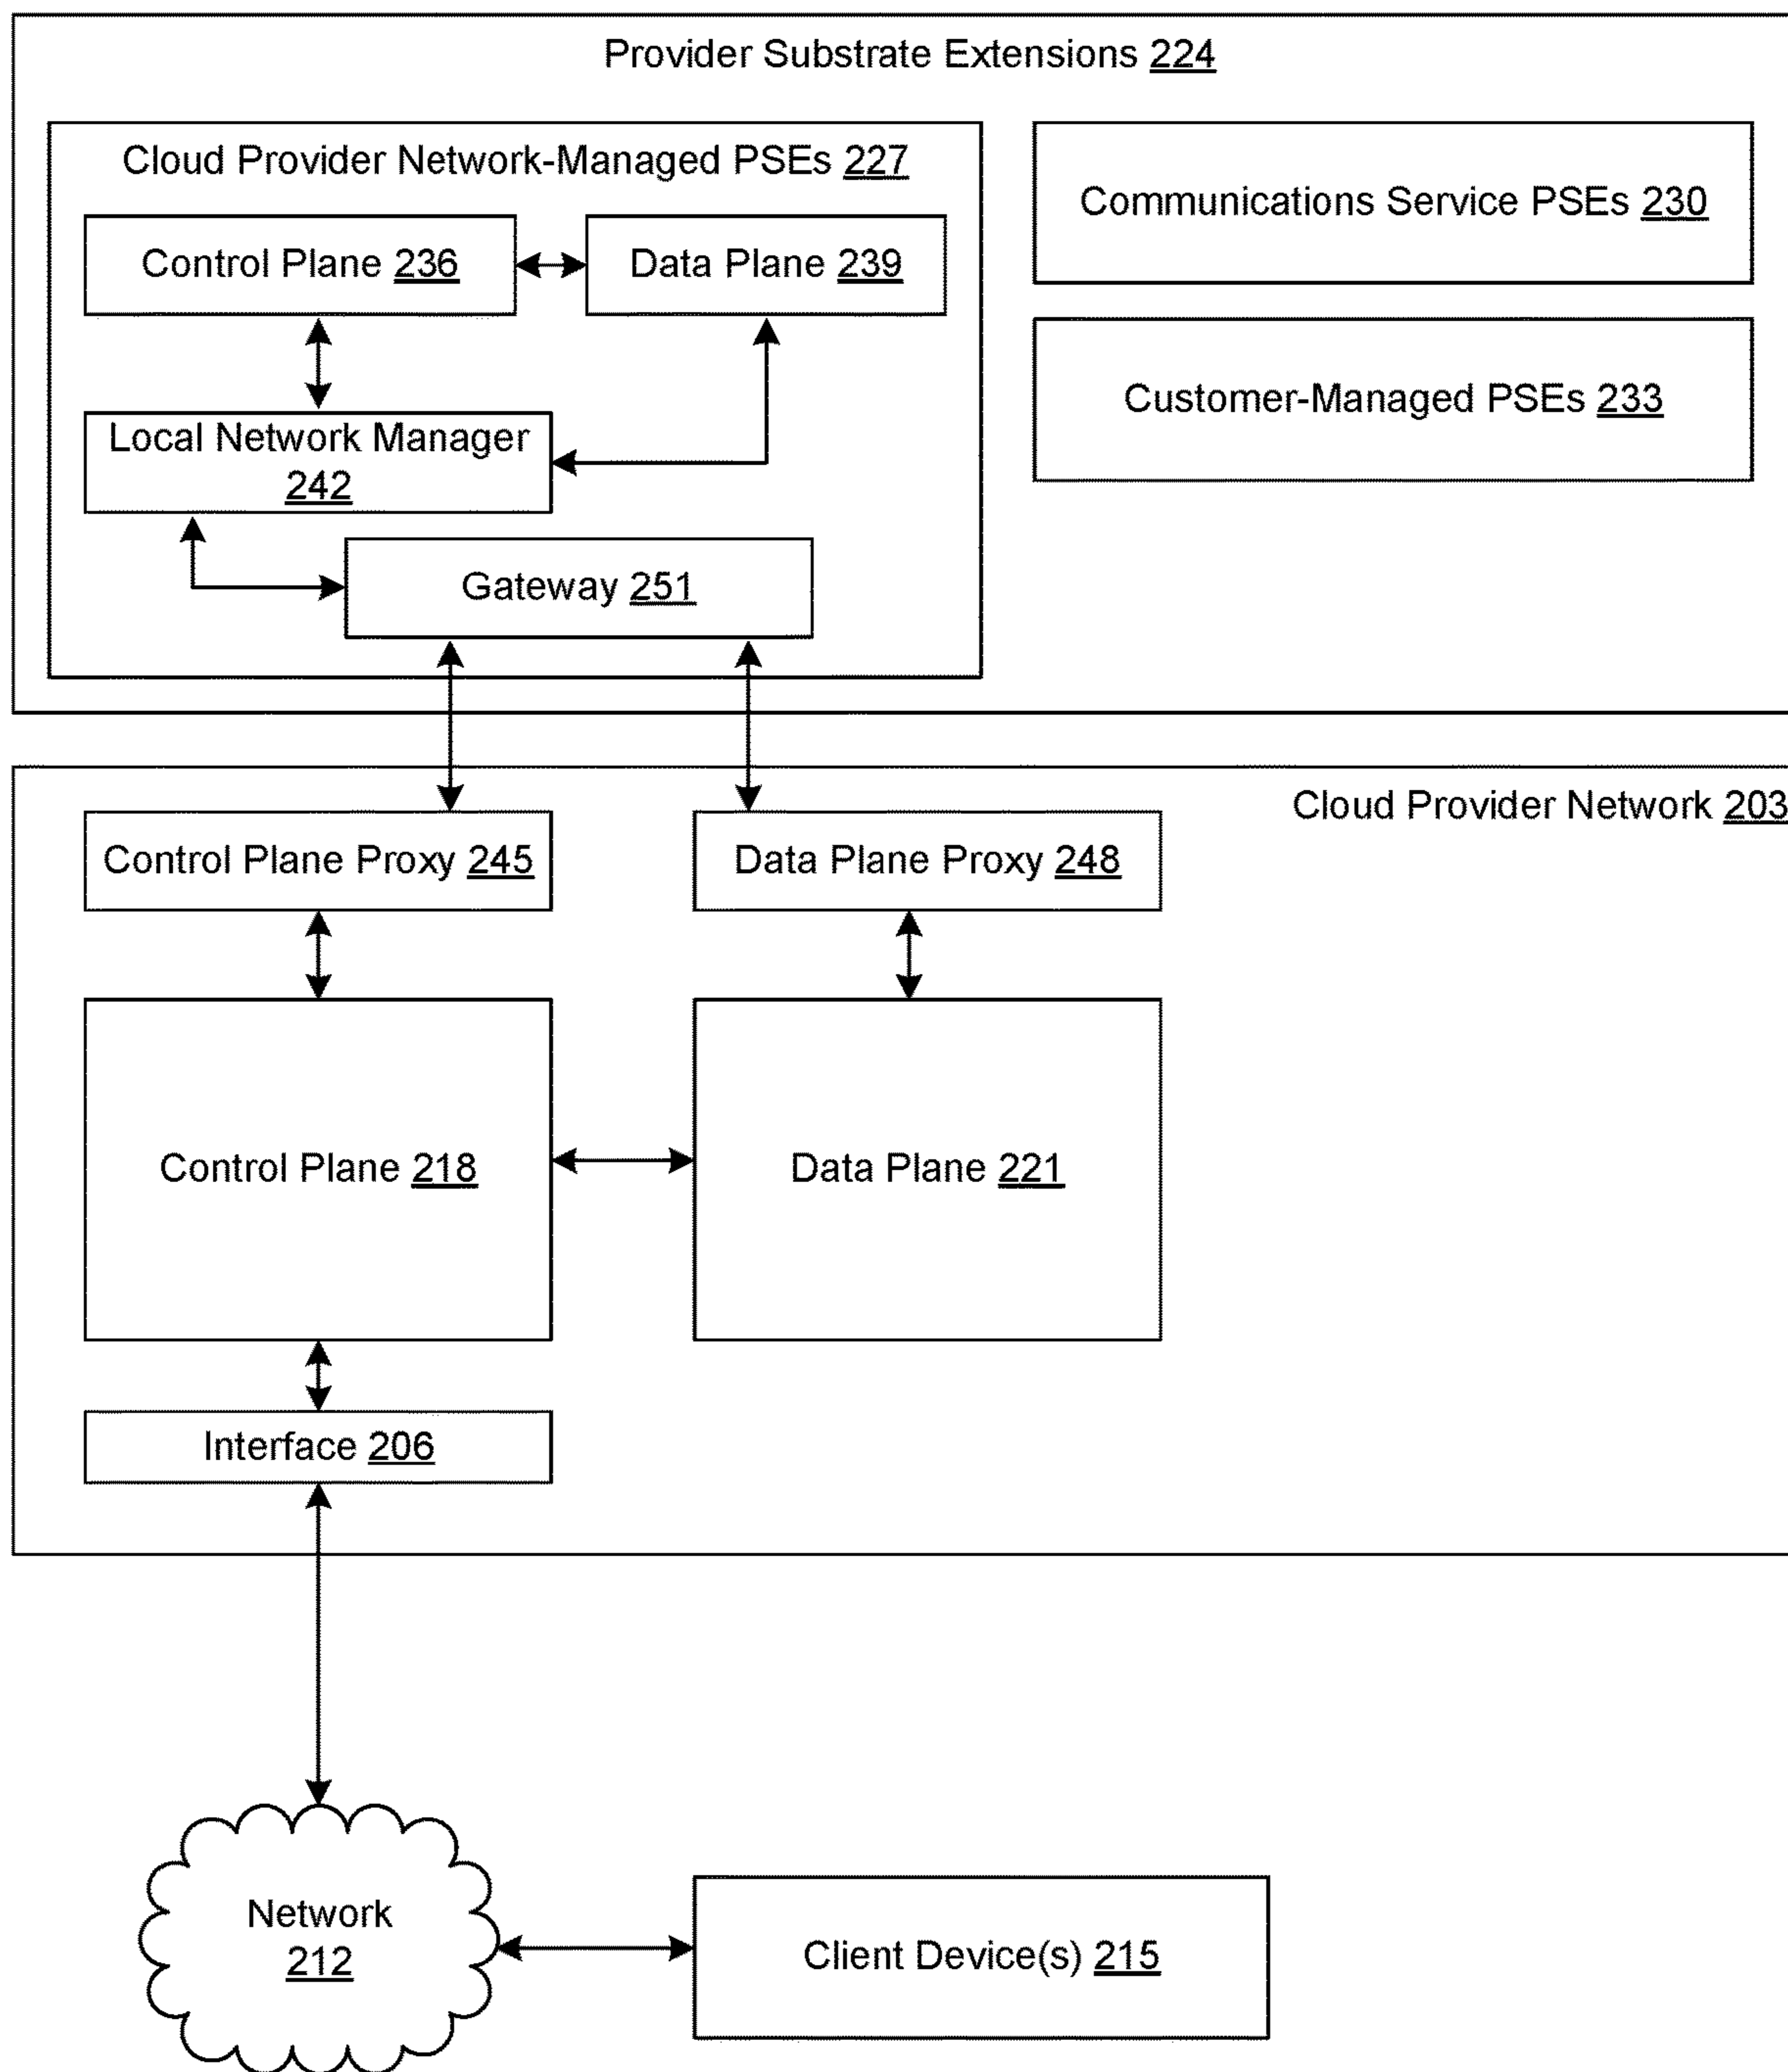 Provider Substrate Extensions 224
Cloud Provider Network-Managed PSEs 227
Control Plane 236
Data Plane 239
Local Network Manager
242
Gateway 251
Communications Service PSEs 230
Customer-Managed PSEs 233
Cloud Provider Network 203
Control Plane Proxy 245
Data Plane Proxy 248
Control Plane 218
Data Plane 221
Interface 206
Network
212
Client Device(s) 215